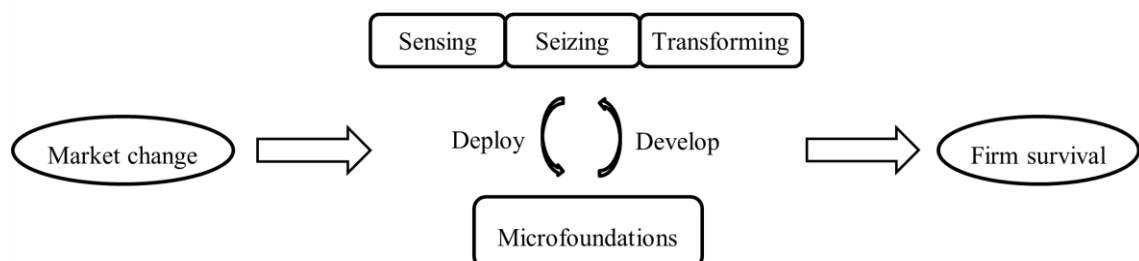 Sensing Seizing Transforming
Market change Deploy Develop Firm survival
Microfoundations